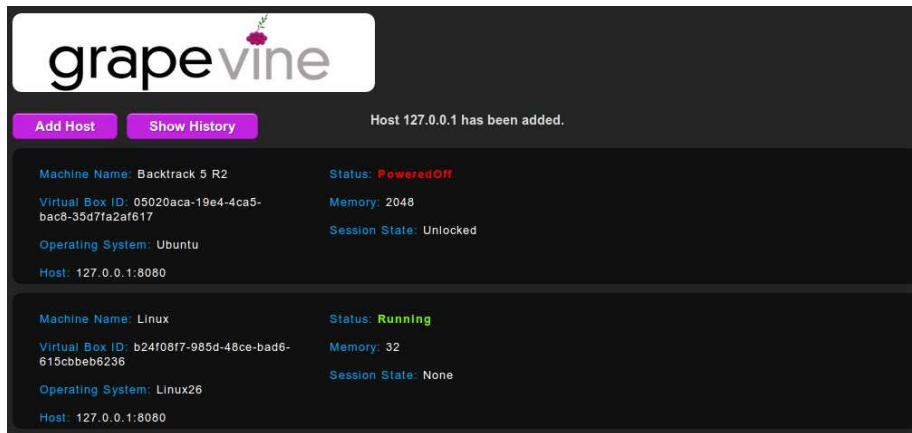 grapevine
Add Host Show History Host 127.0.0.1 has been added.
Machine Name: Backtrack 5 R2
Virtual Box ID: 05020aca-19e4-4ca5-
bac8-35d7fa2af617
Operating System: Ubuntu
Host: 127.0.0.1:8080
Status: PoweredOff
Memory: 2048
Session State: Unlocked
Machine Name: Linux
Virtual Box ID: b24f08f7-985d-48ce-bad6-
615cbbeb6236
Operating System: Linux26
Host: 127.0.0.1:8080
Status: Running
Memory: 32
Session State: None